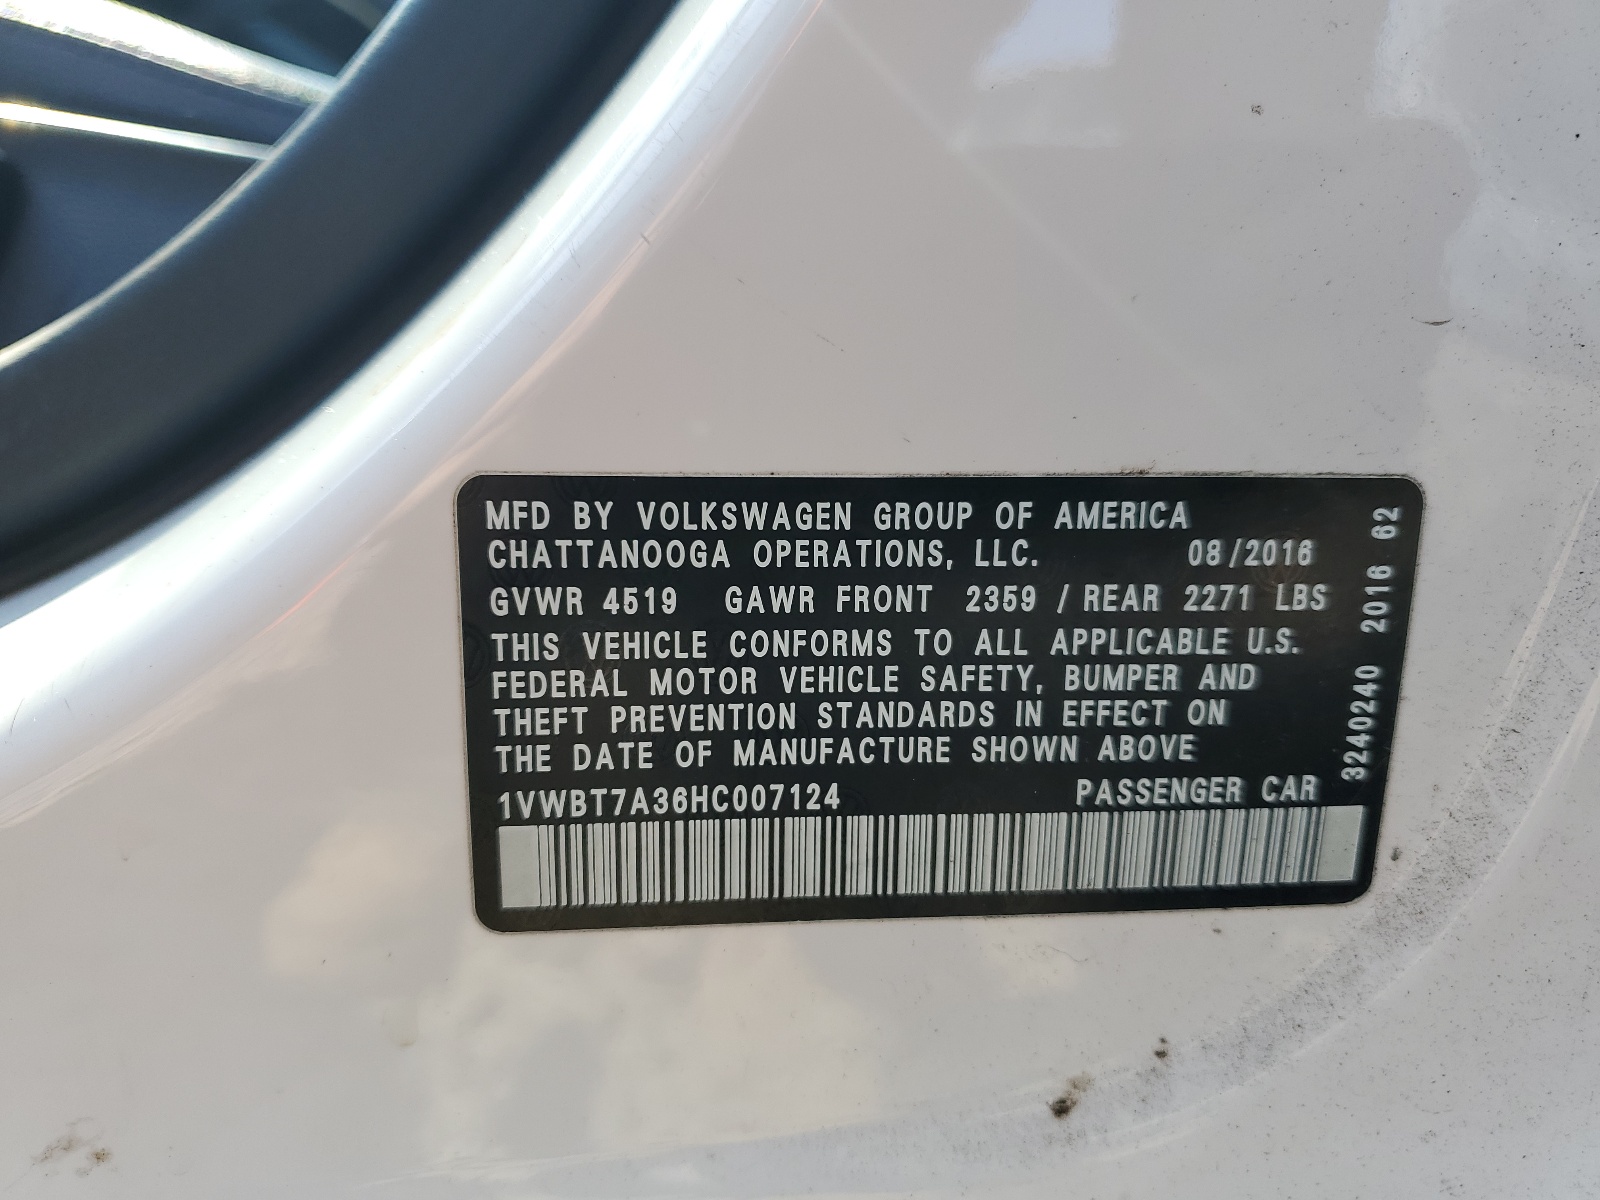 MFD BY VOLKSWAGEN GROUP OF AMERICA
CHATTANOOGA OPERATIONS, LLC. 08/2016
GVWR 4519 GAWR FRONT 2359 / REAR 2271 LBS
THIS VEHICLE CONFORMS TO ALL APPLICABLE U.S.
FEDERAL MOTOR VEHICLE SAFETY, BUMPER AND
THEFT PREVENTION STANDARDS IN EFFECT ON
THE DATE OF MANUFACTURE SHOWN ABOVE
1VWBT7A36HC007124 PASSENGER CAR
3240240 2016 62